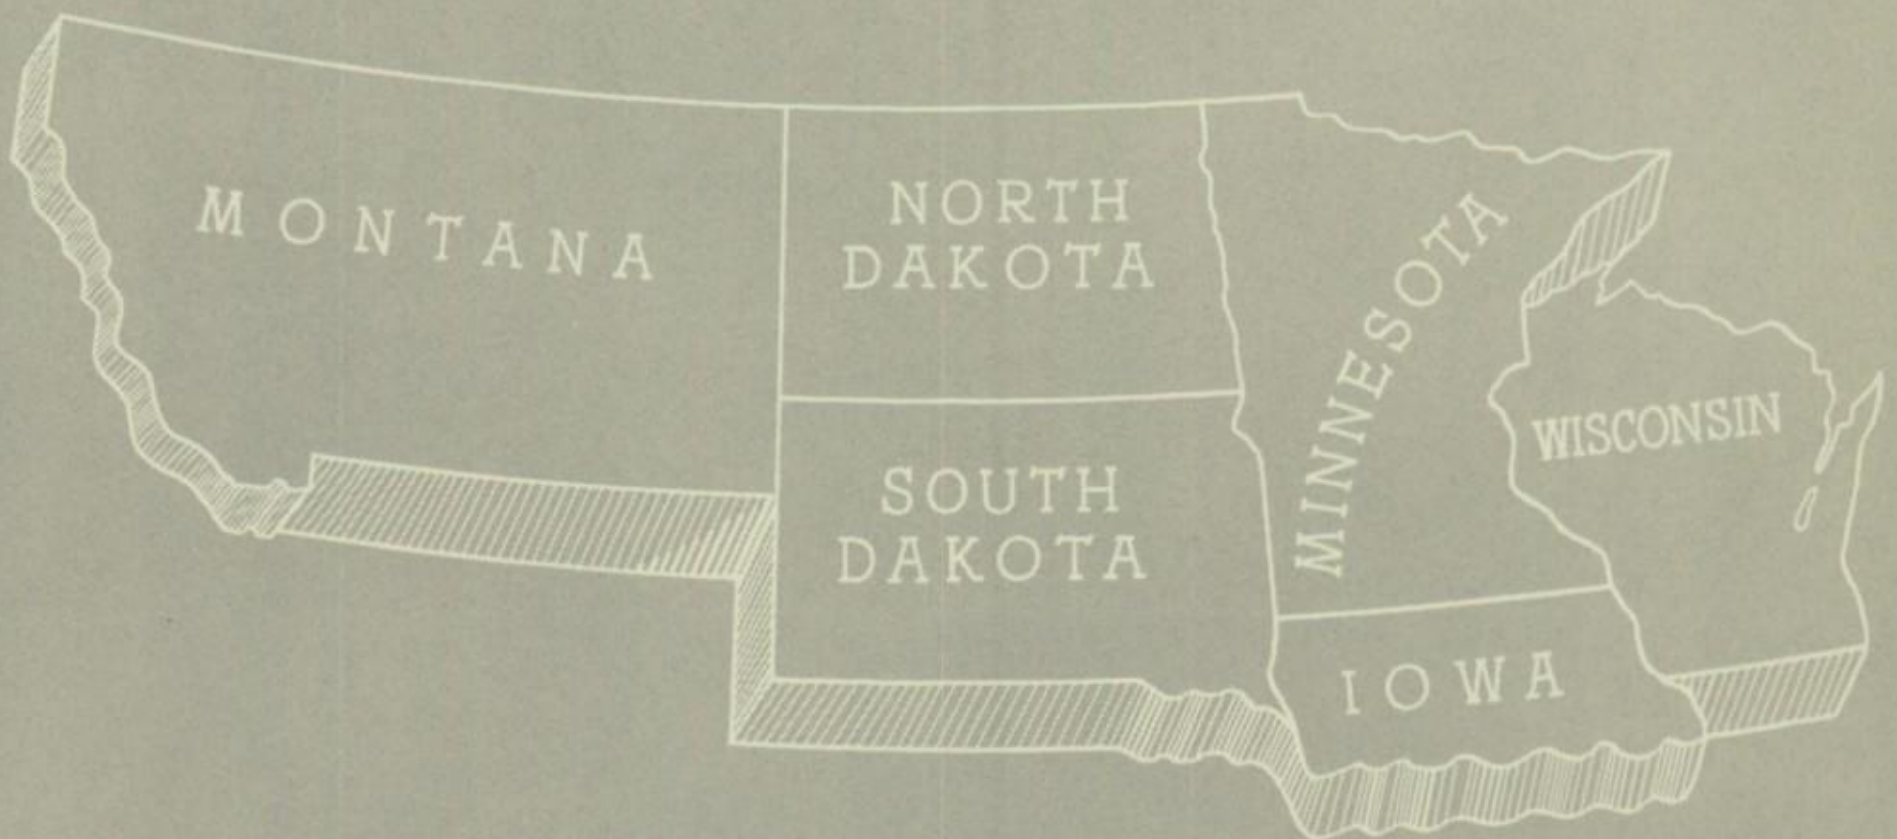 MONTANA
NORTH
DAKOTA
MINNESOTA
WISCONSIN
SOUTH
DAKOTA
IOWA